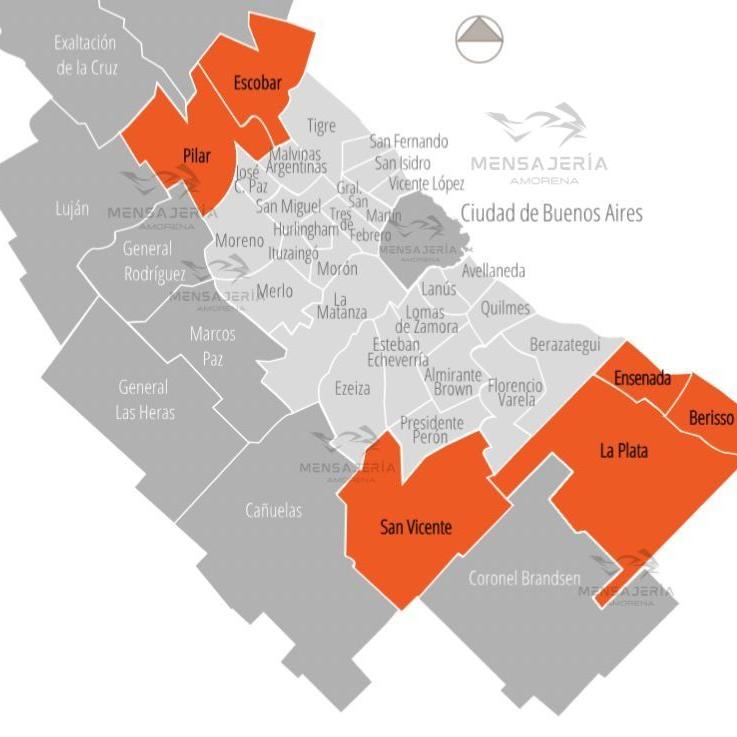 Exaltación
de la Cruz
Escobar
Pilar
Tigre
San Fernando
San Isidro
Vicente López
MENSAJERÍA
AMORENA
Malvinas
Argentinas
José
C. Paz
Gral.
San
Martín
Ciudad de Buenos Aires
Luján
MENSAJERÍA
AMORENA
San Miguel
Tres
de
Febrero
Hurlingham
Moreno
Ituzaingó
MENSAJERÍA
AMORENA
General
Rodríguez
Morón
Avellaneda
MENSAJERÍA
AMORENA
Merlo
La
Matanza
Lanús
Quilmes
Lomas
de Zamora
Marcos
Paz
Esteban
Echeverría
Berazategui
General
Las Heras
Ezeiza
Almirante
Brown
Florencio
Varela
Ensenada
Berisso
Presidente
Perón
La Plata
MENSAJERÍA
AMORENA
Cañuelas
San Vicente
Coronel Brandsen
MENSAJERÍA
AMORENA